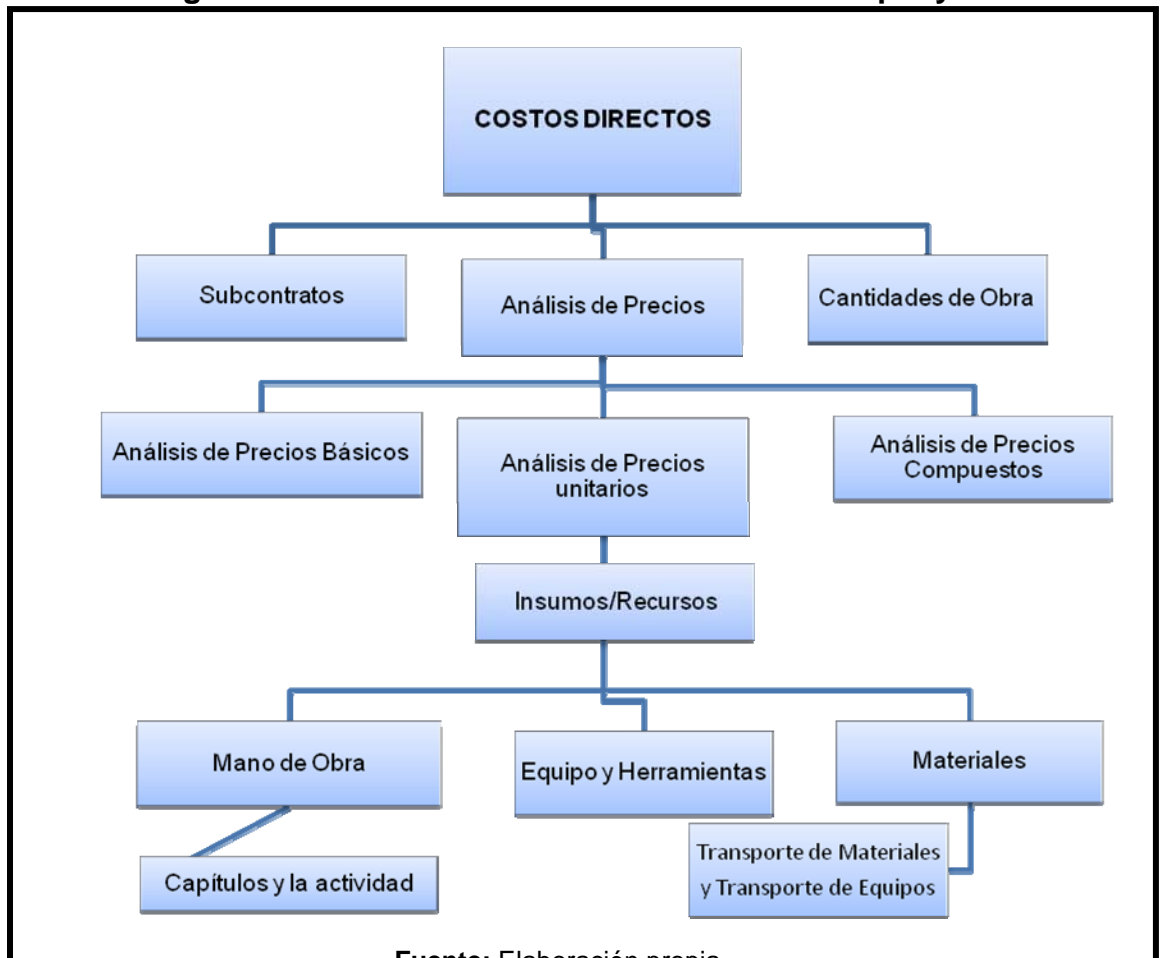 COSTOS DIRECTOS
Subcontratos
Análisis de Precios
Cantidades de Obra
Análisis de Precios Básicos
Análisis de Precios
unitarios
Análisis de Precios
Compuestos
Insumos/Recursos
Mano de Obra
Equipo y Herramientas
Materiales
Capítulos y la actividad
Transporte de Materiales
y Transporte de Equipos
Fuente: Elaboración propia